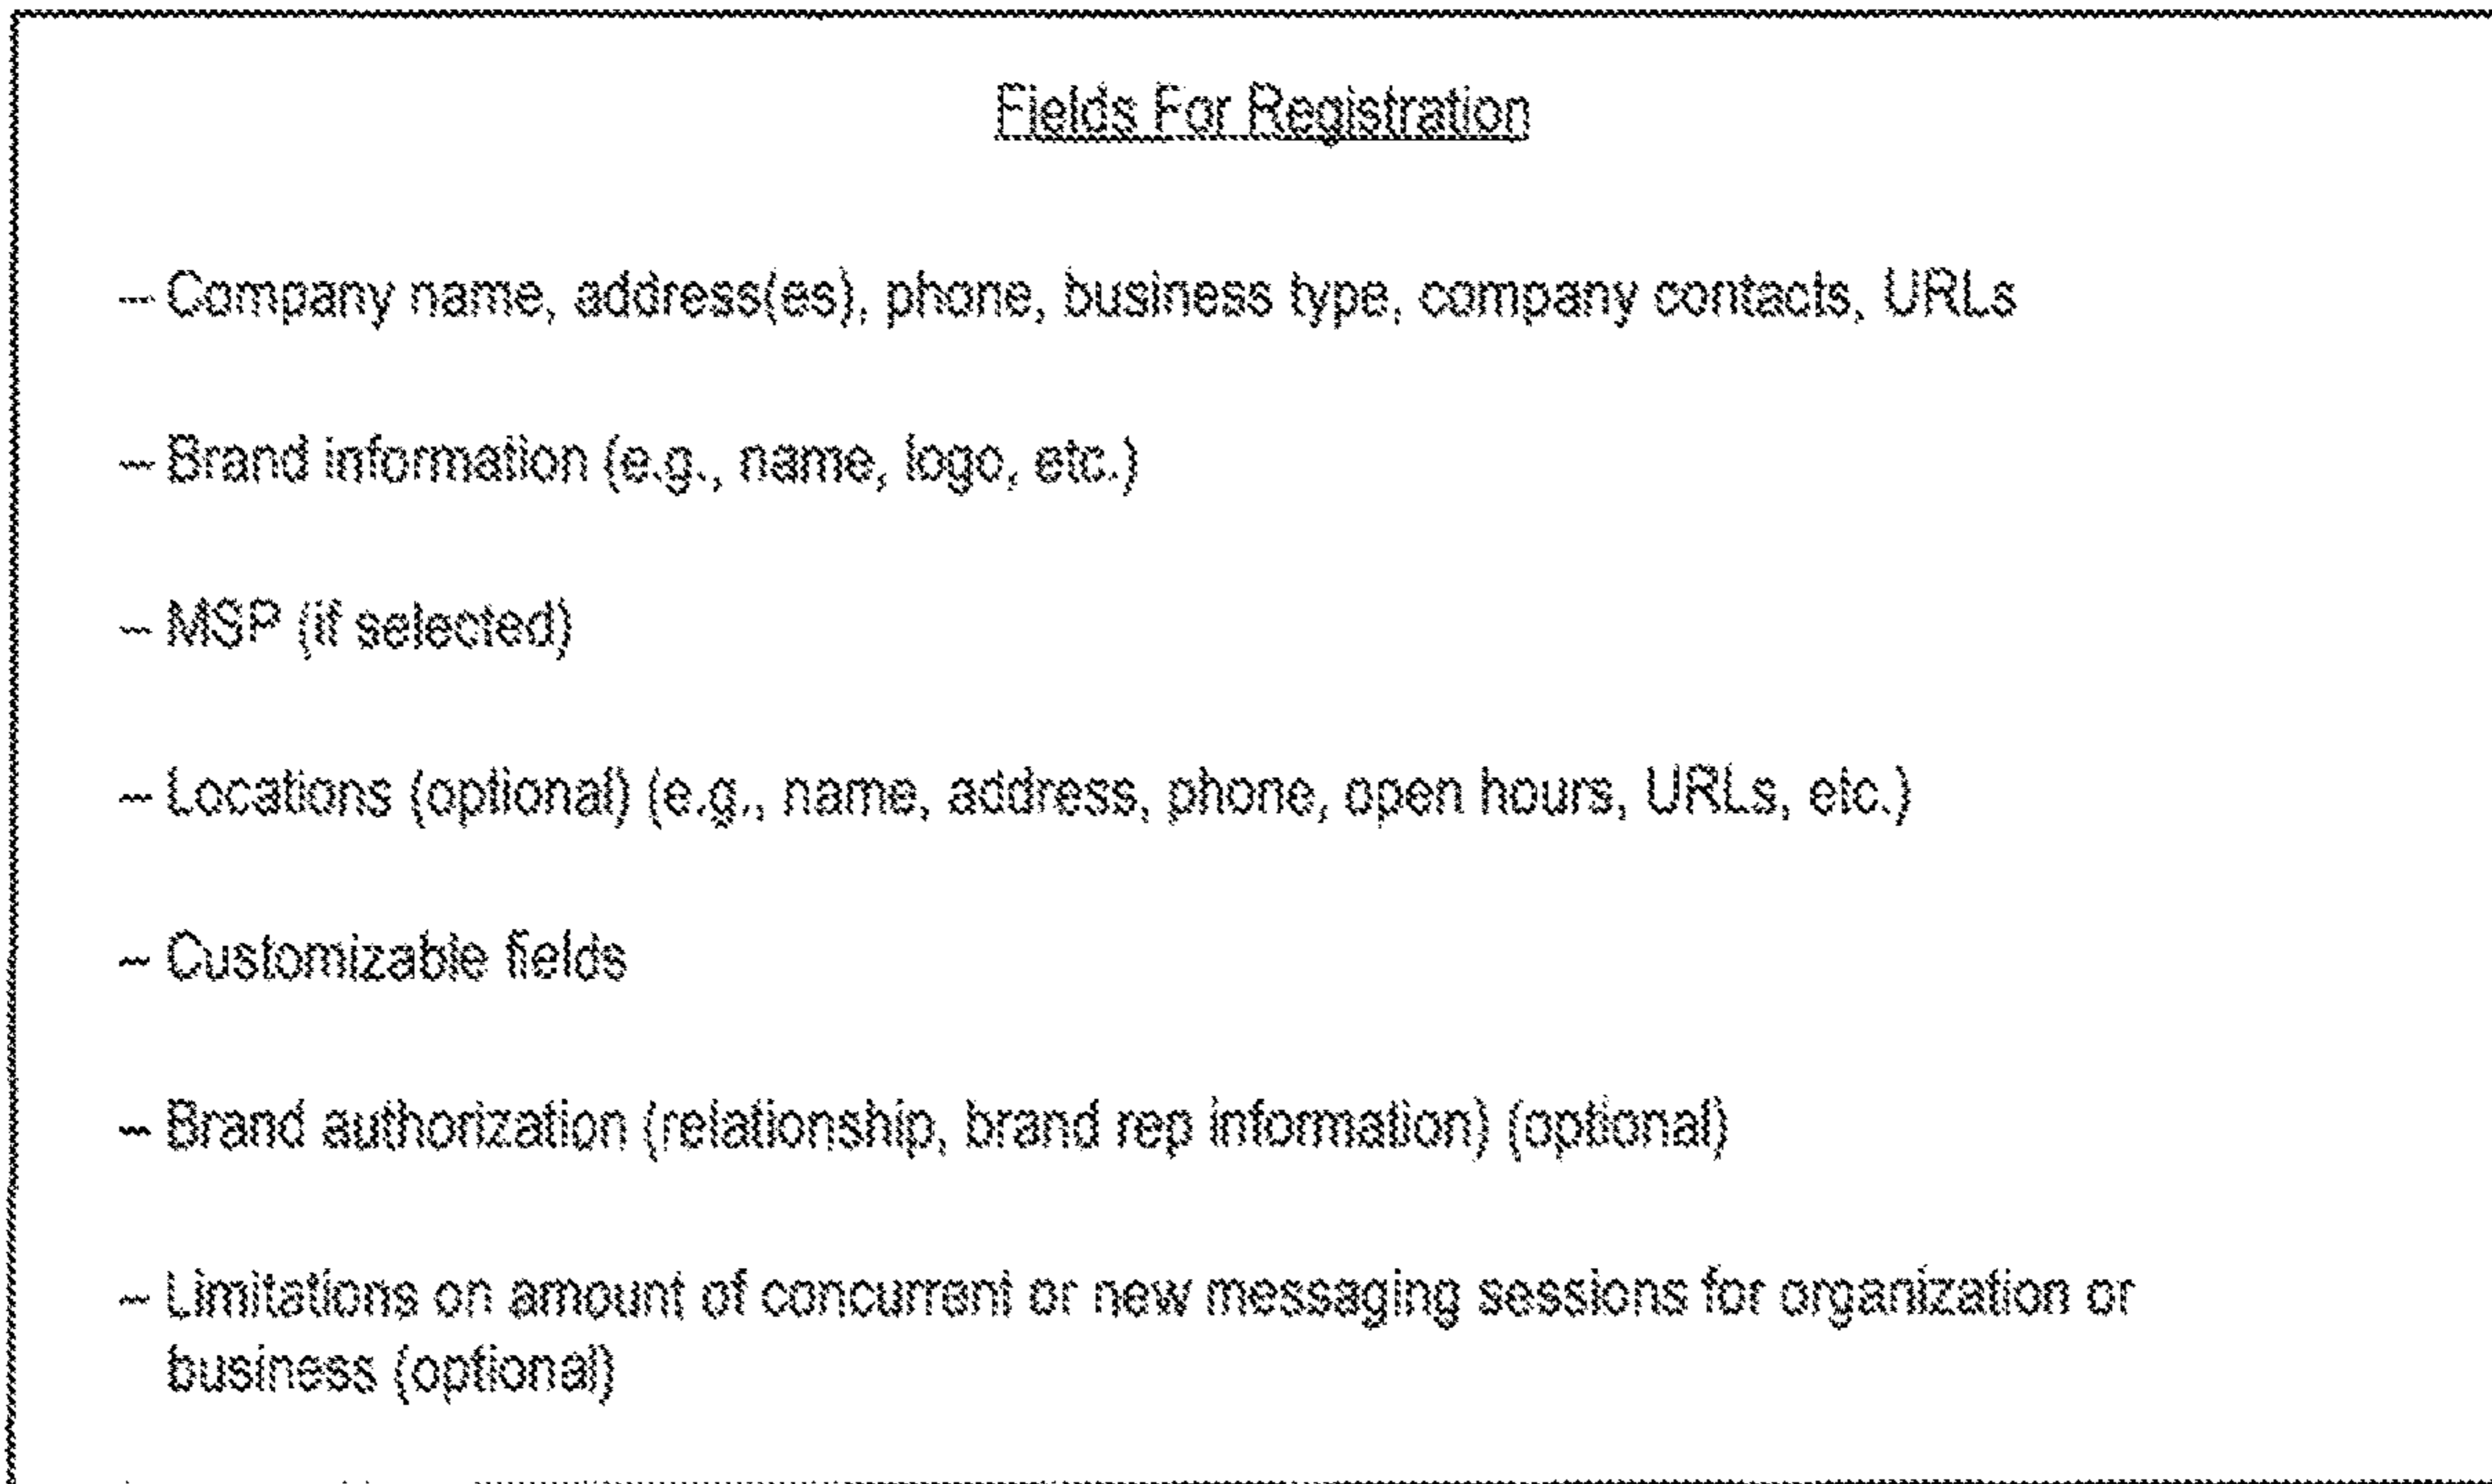 Fields For Registration
-- Company name, address(es), phone, business type, company contacts, URLs
-- Brand information (e.g., name, logo, etc.)
-- MSP (if selected)
-- Locations (optional) (e.g., name, address, phone, open hours, URLs, etc.)
-- Customizable fields
-- Brand authorization (relationship, brand rep information) (optional)
-- Limitations on amount of concurrent or new messaging sessions for organization or
business (optional)